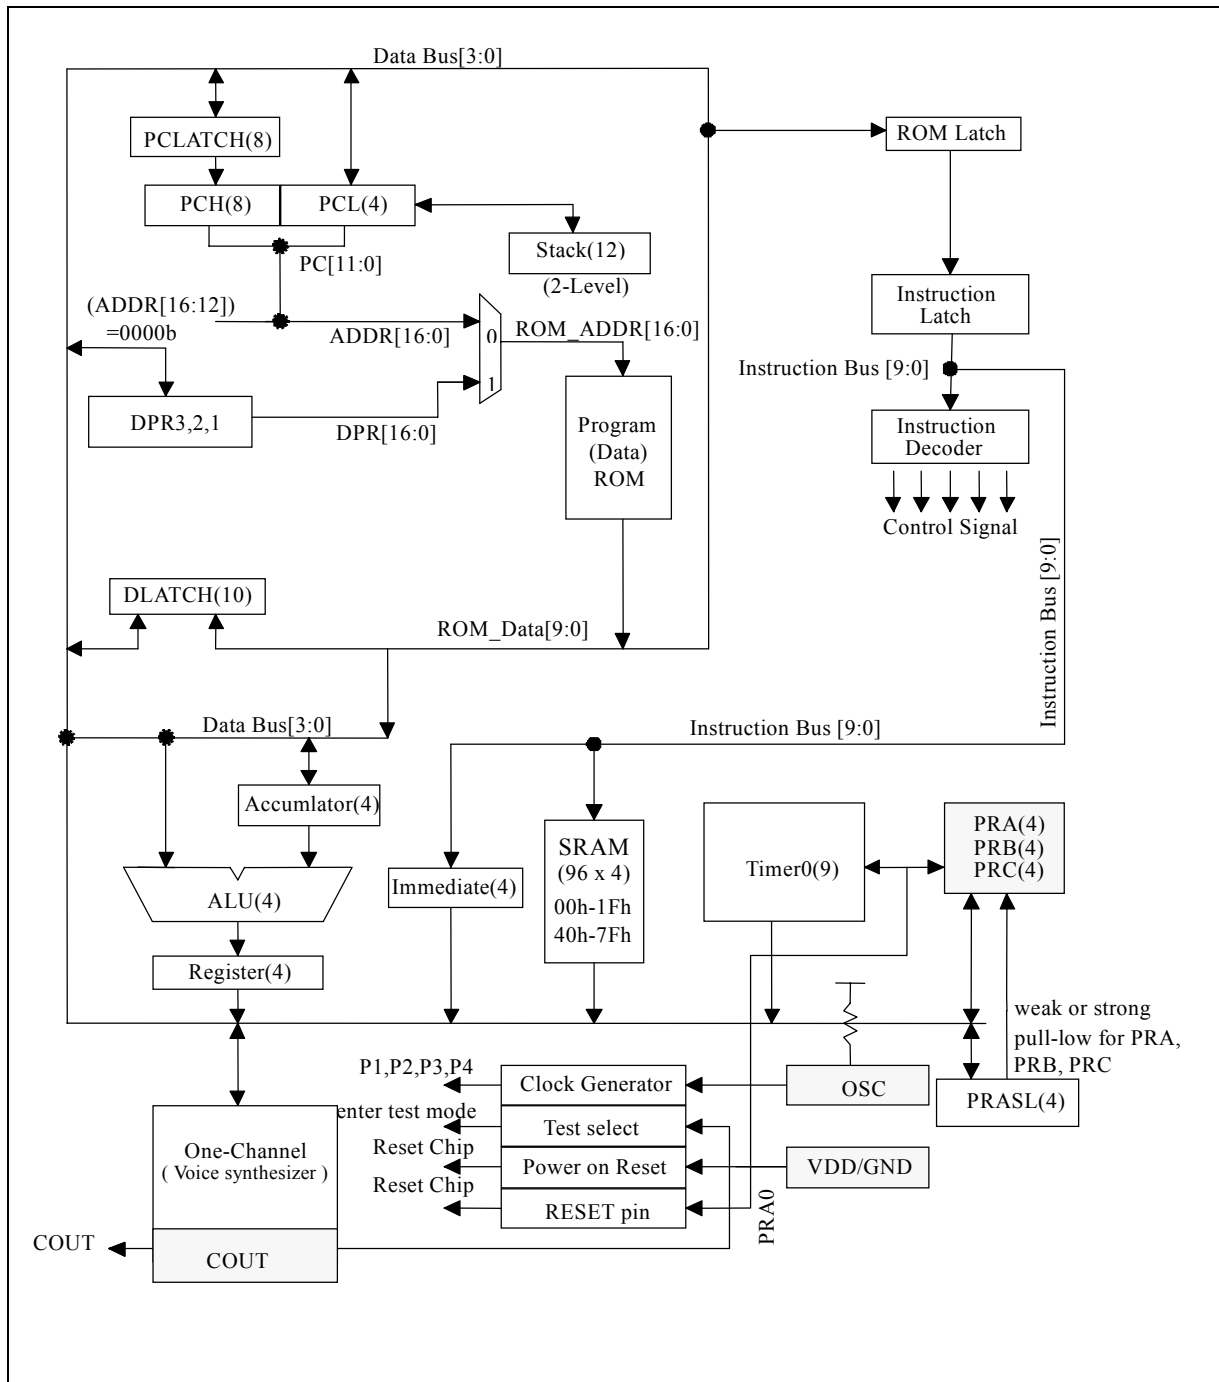 Data Bus[3:0]
PCLATCH(8)
ROM Latch
PCH(8)
PCL(4)
Stack(12)
(2-Level)
PC[11:0]
(ADDR[16:12])
=0000b
ADDR[16:0]
0
1
ROM_ADDR[16:0]
Instruction
Latch
Instruction Bus [9:0]
DPR3,2,1
DPR[16:0]
Program
(Data)
ROM
Instruction
Decoder
Control Signal
Instruction Bus [9:0]
DLATCH(10)
ROM_Data[9:0]
Data Bus[3:0]
Instruction Bus [9:0]
Accumlator(4)
ALU(4)
Register(4)
Immediate(4)
SRAM
(96 x 4)
00h-1Fh
40h-7Fh
Timer0(9)
PRA(4)
PRB(4)
PRC(4)
weak or strong
pull-low for PRA,
PRB, PRC
PRASL(4)
P1,P2,P3,P4
Clock Generator
OSC
enter test mode
Test select
Reset Chip
Power on Reset
VDD/GND
Reset Chip
RESET pin
PRA0
One-Channel
( Voice synthesizer )
COUT
COUT